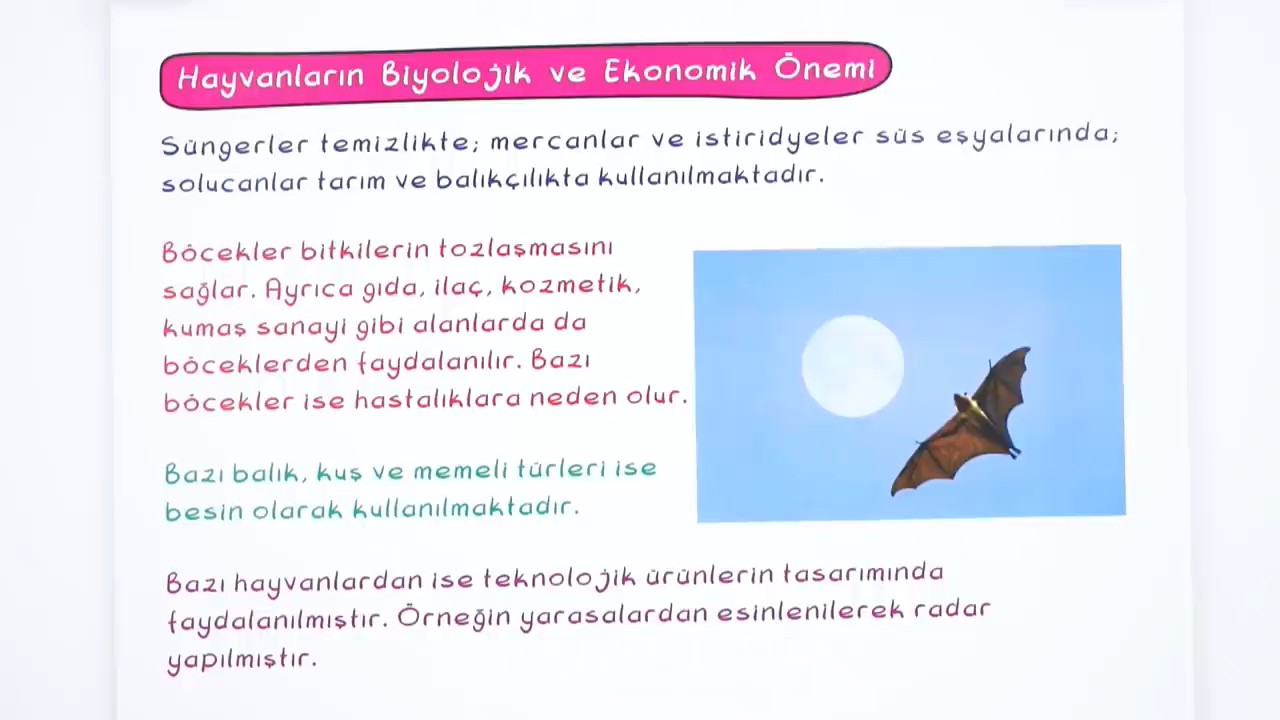 Hayvanların Biyolojik ve Ekonomik Önemi
Süngerler temizlikte; mercanlar ve istiridyeler süs eşyalarında;
solucanlar tarım ve balıkçılıkta kullanılmaktadır.
Böcekler bitkilerin tozlaşmasını
sağlar. Ayrıca gıda, ilaç, kozmetik,
kumaş sanayi gibi alanlarda da
böceklerden faydalanılır. Bazı
böcekler ise hastalıklara neden olur.
Bazı balık, kuş ve memeli türleri ise
besin olarak kullanılmaktadır.
Bazı hayvanlardan ise teknolojik ürünlerin tasarımında
faydalanılmıştır. Örneğin yarasalardan esinlenilerek radar
yapılmıştır.